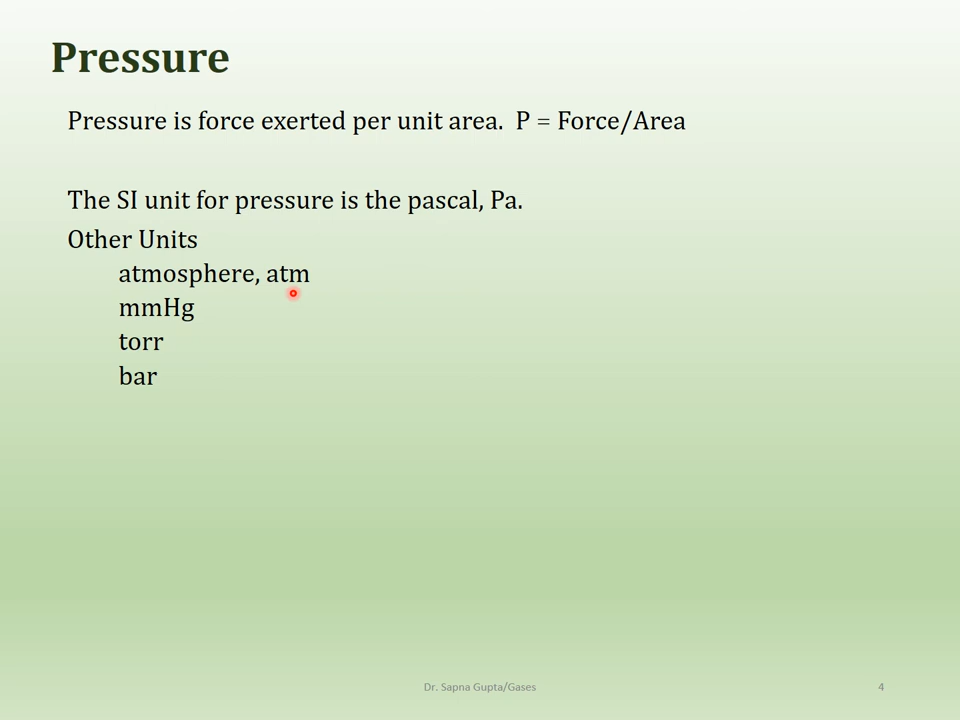 Pressure
Pressure is force exerted per unit area.  P = Force/Area
The SI unit for pressure is the pascal, Pa.
Other Units
atmosphere, atm
mmHg
torr
bar
Dr. Sapna Gupta/Gases
4